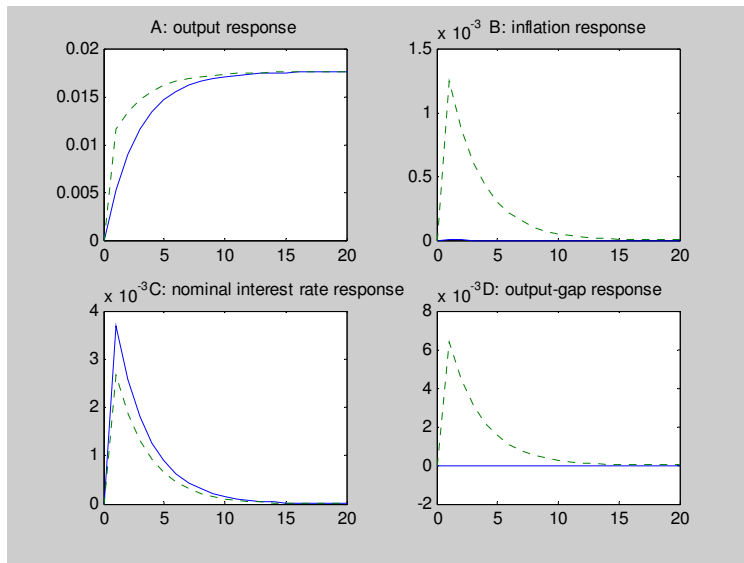 A: output response
0.02
0.015
0.01
0.005
0
0 5 10 15 20
x 10-3 B: inflation response
1.5
1
0.5
0
0 5 10 15 20
x 10-3 C: nominal interest rate response
4
3
2
1
0
0 5 10 15 20
x 10-3 D: output-gap response
8
6
4
2
0
-2
0 5 10 15 20